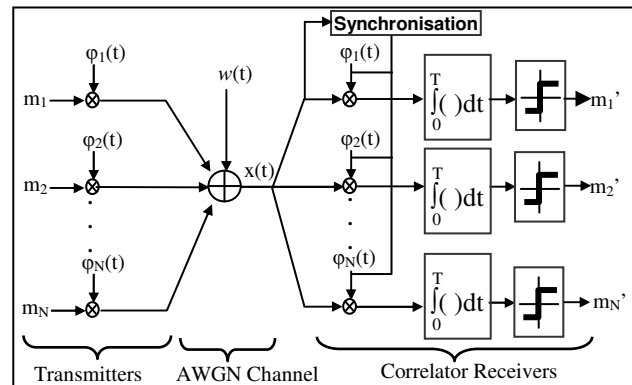 Synchronisation
φ1(t)
w(t)
φ1(t)
m1
T
∫( )dt
0
m1’
φ2(t)
x(t)
φ2(t)
m2
T
∫( )dt
0
m2’
.
.
.
φN(t)
φN(t)
mN
T
∫( )dt
0
mN’
Transmitters
AWGN Channel
Correlator Receivers